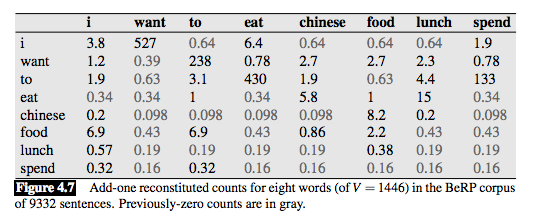 i want to eat chinese food lunch spend
i 3.8 527 0.64 6.4 0.64 0.64 0.64 1.9
want 1.2 0.39 238 0.78 2.7 2.7 2.3 0.78
to 1.9 0.63 3.1 430 1.9 0.63 4.4 133
eat 0.34 0.34 1 0.34 5.8 1 15 0.34
chinese 0.2 0.098 0.098 0.098 0.098 8.2 0.2 0.098
food 6.9 0.43 6.9 0.43 0.86 2.2 0.43 0.43
lunch 0.57 0.19 0.19 0.19 0.19 0.38 0.19 0.19
spend 0.32 0.16 0.32 0.16 0.16 0.16 0.16 0.16
Figure 4.7 Add-one reconstituted counts for eight words (of V = 1446) in the BeRP corpus
of 9332 sentences. Previously-zero counts are in gray.